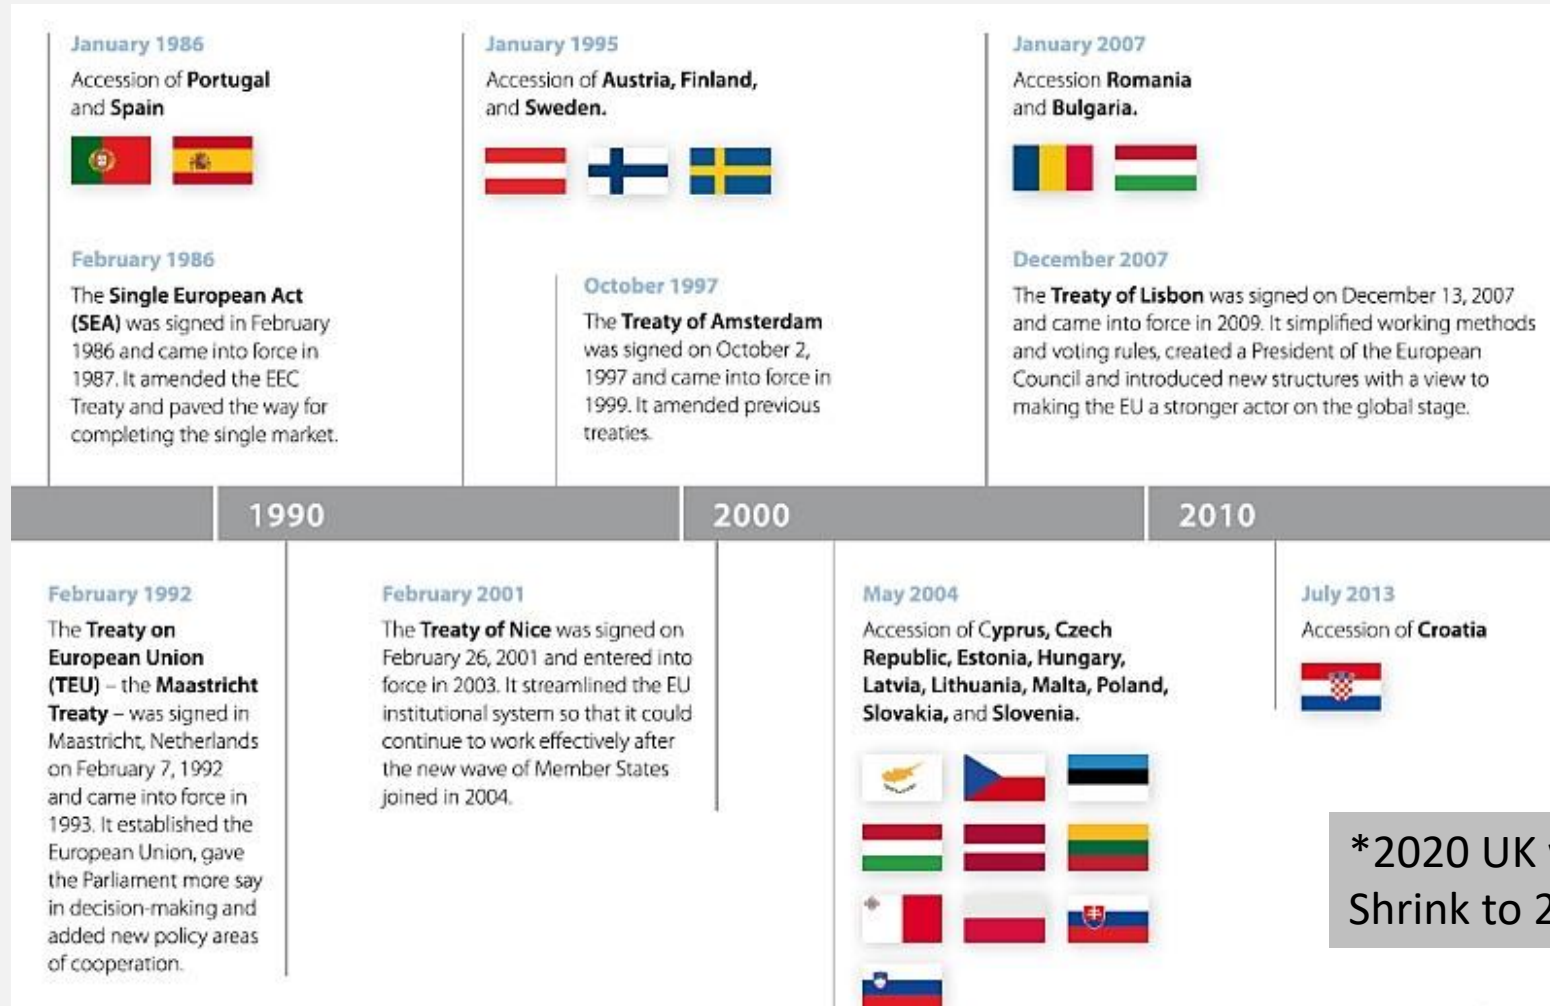 January 1986
Accession of Portugal
and Spain
February 1986
The Single European Act
(SEA) was signed in February
1986 and came into force in
1987. It amended the EEC
Treaty and paved the way for
completing the single market.
January 1995
Accession of Austria, Finland,
and Sweden.
October 1997
The Treaty of Amsterdam
was signed on October 2,
1997 and came into force in
1999. It amended previous
treaties.
January 2007
Accession Romania
and Bulgaria.
December 2007
The Treaty of Lisbon was signed on December 13, 2007
and came into force in 2009. It simplified working methods
and voting rules, created a President of the European
Council and introduced new structures with a view to
making the EU a stronger actor on the global stage.
1990
2000
2010
February 1992
The Treaty on
European Union
(TEU) – the Maastricht
Treaty – was signed in
Maastricht, Netherlands
on February 7, 1992
and came into force in
1993. It established the
European Union, gave
the Parliament more say
in decision-making and
added new policy areas
of cooperation.
February 2001
The Treaty of Nice was signed on
February 26, 2001 and entered into
force in 2003. It streamlined the EU
institutional system so that it could
continue to work effectively after
the new wave of Member States
joined in 2004.
May 2004
Accession of Cyprus, Czech
Republic, Estonia, Hungary,
Latvia, Lithuania, Malta, Poland,
Slovakia, and Slovenia.
July 2013
Accession of Croatia
*2020 UK
Shrink to